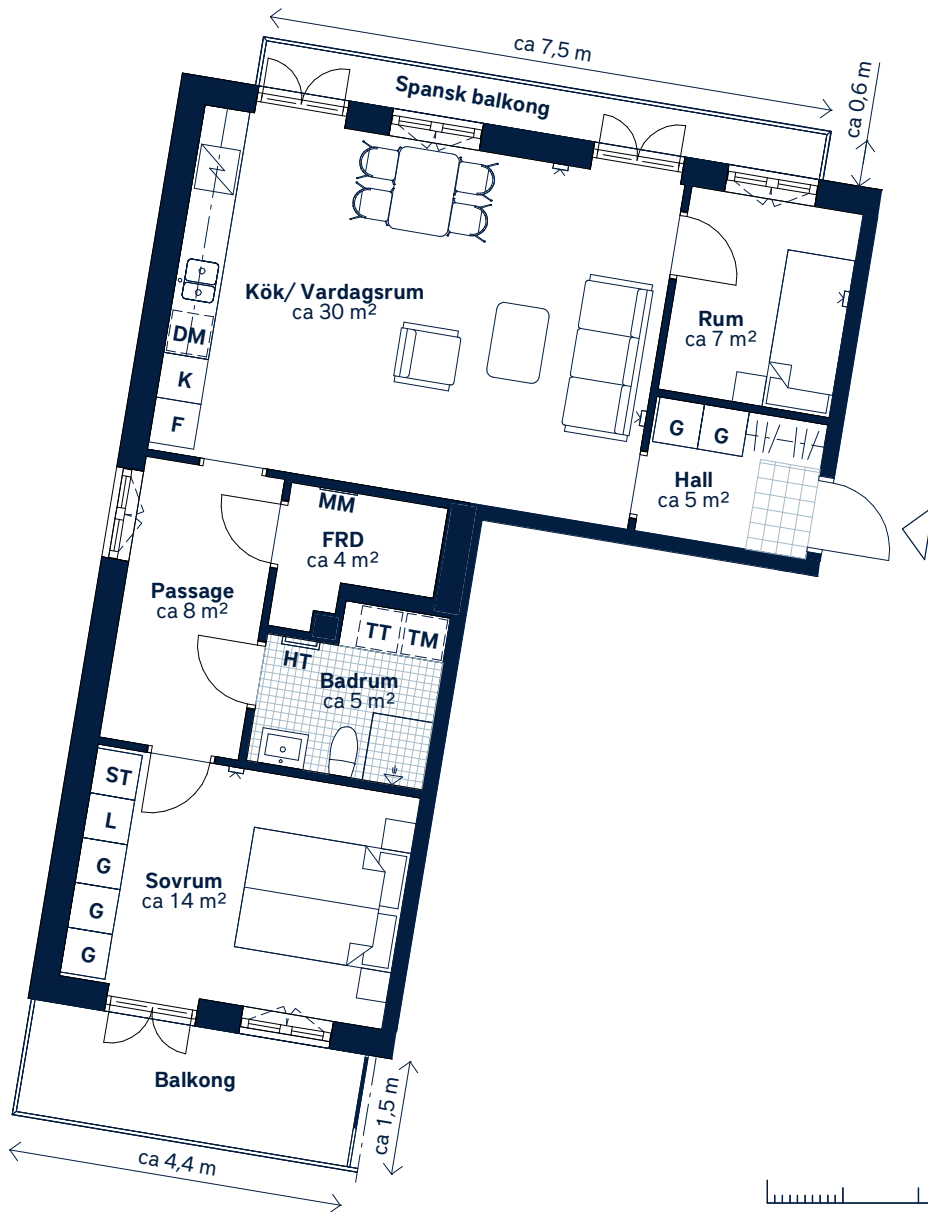 ca 7,5 m
ca 0,6 m
Spansk balkong
Kök/ Vardagsrum
ca 30 m²
DM
K
F
Rum
ca 7 m²
G
G
Hall
ca 5 m²
MM
FRD
ca 4 m²
Passage
ca 8 m²
TT
TM
HT
Badrum
ca 5 m²
ST
L
G
G
G
Sovrum
ca 14 m²
Balkong
ca 1,5 m
ca 4,4 m